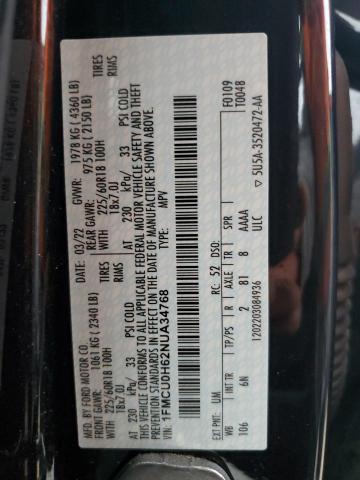 MFD. BY FORD MOTOR CO.
DATE: 03/22 GVWR: 1978 KG ( 4360 LB)
FRONT GAWR: 1061 KG ( 2340 LB) REAR GAWR: 975 KG ( 2150 LB)
WITH 225/60R18 100H TIRES WITH 225/60R18 100H TIRES
18x7.0J RIMS 18x7.0J RIMS
AT 230 kPa/ 33 PSI COLD AT 230 kPa/ 33 PSI COLD
THIS VEHICLE CONFORMS TO ALL APPLICABLE FEDERAL MOTOR VEHICLE SAFETY AND THEFT
PREVENTION STANDARDS IN EFFECT ON THE DATE OF MANUFACTURE SHOWN ABOVE.
VIN: 1FMCU0H62NUA34768
TYPE: MPV
F0109
T0048
EXT PNT: UM RC: 52 DSO:
WB INT TR TP/PS R AXLE TR SPR
106 6N 2 81 8 AAAA
ULC
1202203084936
5U5A-3520472-AA